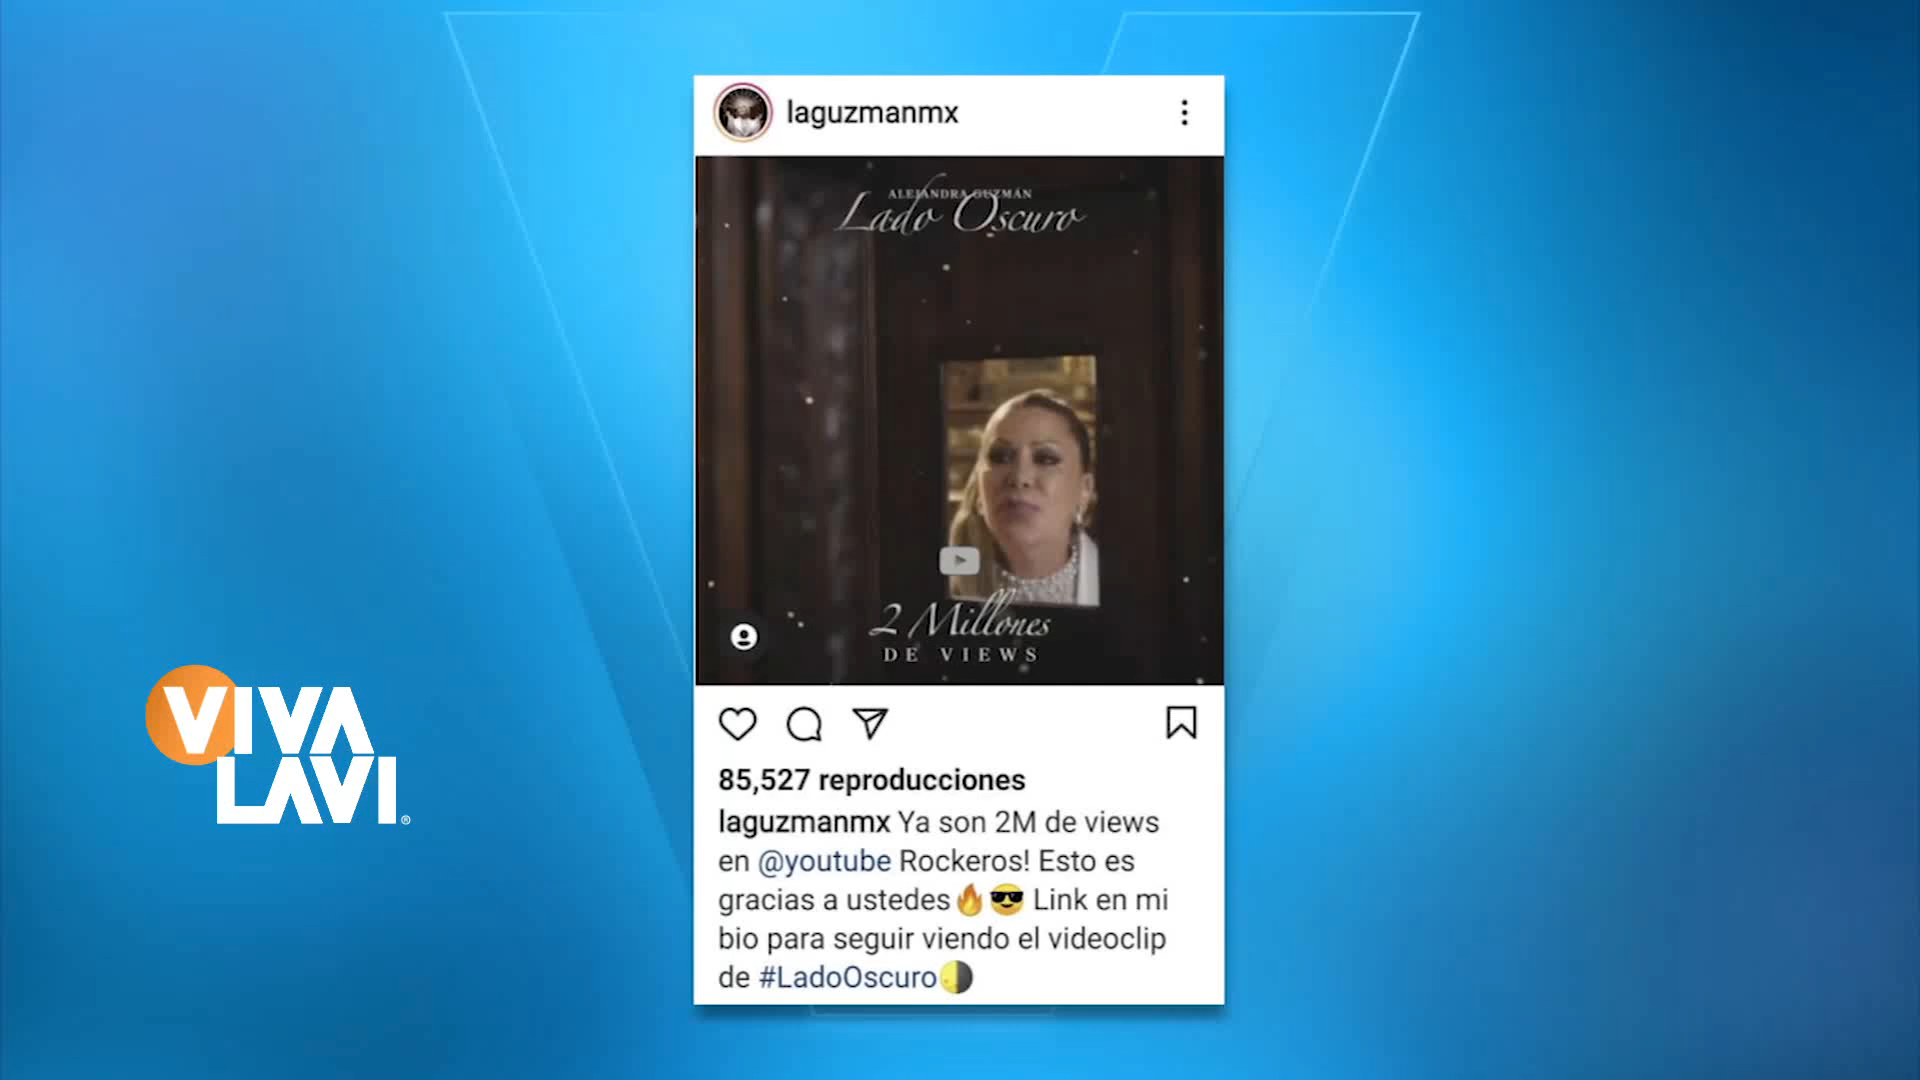 laguzmanmx
ALEJANDRA GUZMÁN
Lado Oscuro
2 Millones
DE VIEWS
85,527 reproducciones
laguzmanmx Ya son 2M de views
en @youtube Rockeros! Esto es
gracias a ustedes🔥😎 Link en mi
bio para seguir viendo el videoclip
de #LadoOscuro🌗
VIVA
LAVI®